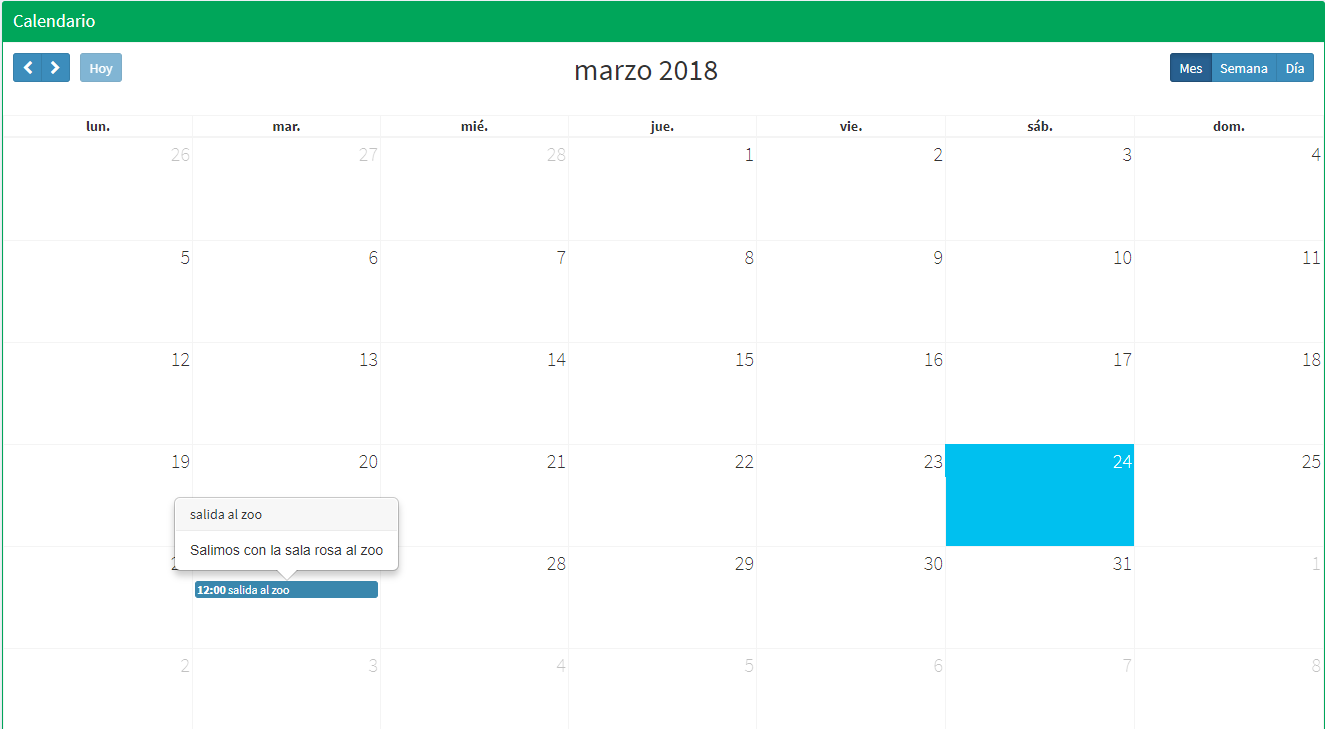 Calendario
Hoy
marzo 2018
Mes Semana Día
lun. mar. mié. jue. vie. sáb. dom.
26 27 28 1 2 3 4
5 6 7 8 9 10 11
12 13 14 15 16 17 18
19 20 21 22 23 24 25
salida al zoo
Salimos con la sala rosa al zoo
28 29 30 31 1
12:00 salida al zoo
2 3 4 5 6 7 8